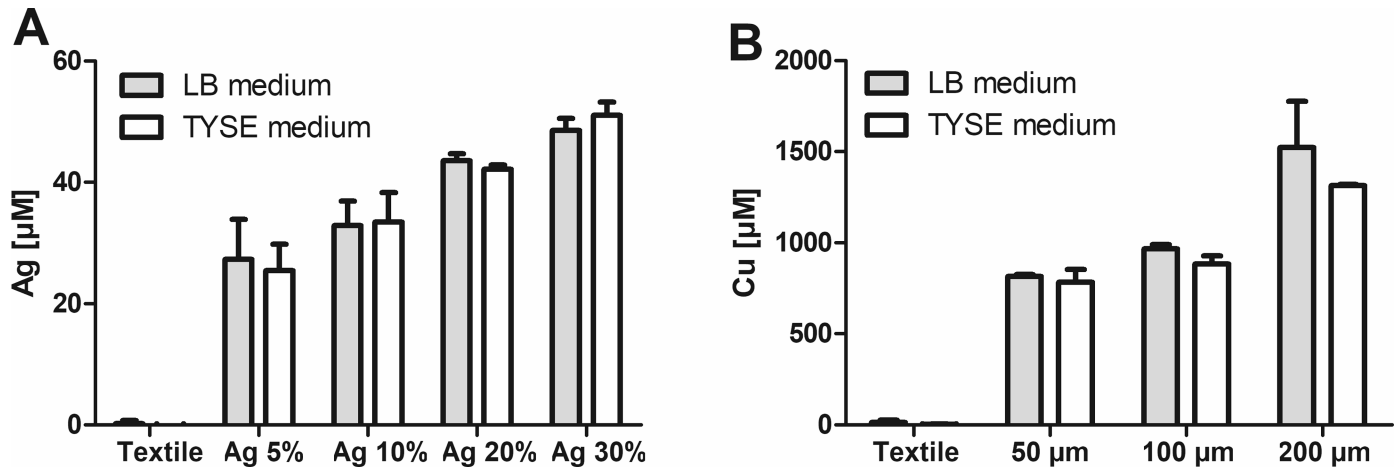 A
Ag [µM]
60
40
20
0
LB medium
TYSE medium
Textile Ag 5% Ag 10% Ag 20% Ag 30%
B
Cu [µM]
2000
1500
1000
500
0
LB medium
TYSE medium
Textile 50 µm 100 µm 200 µm